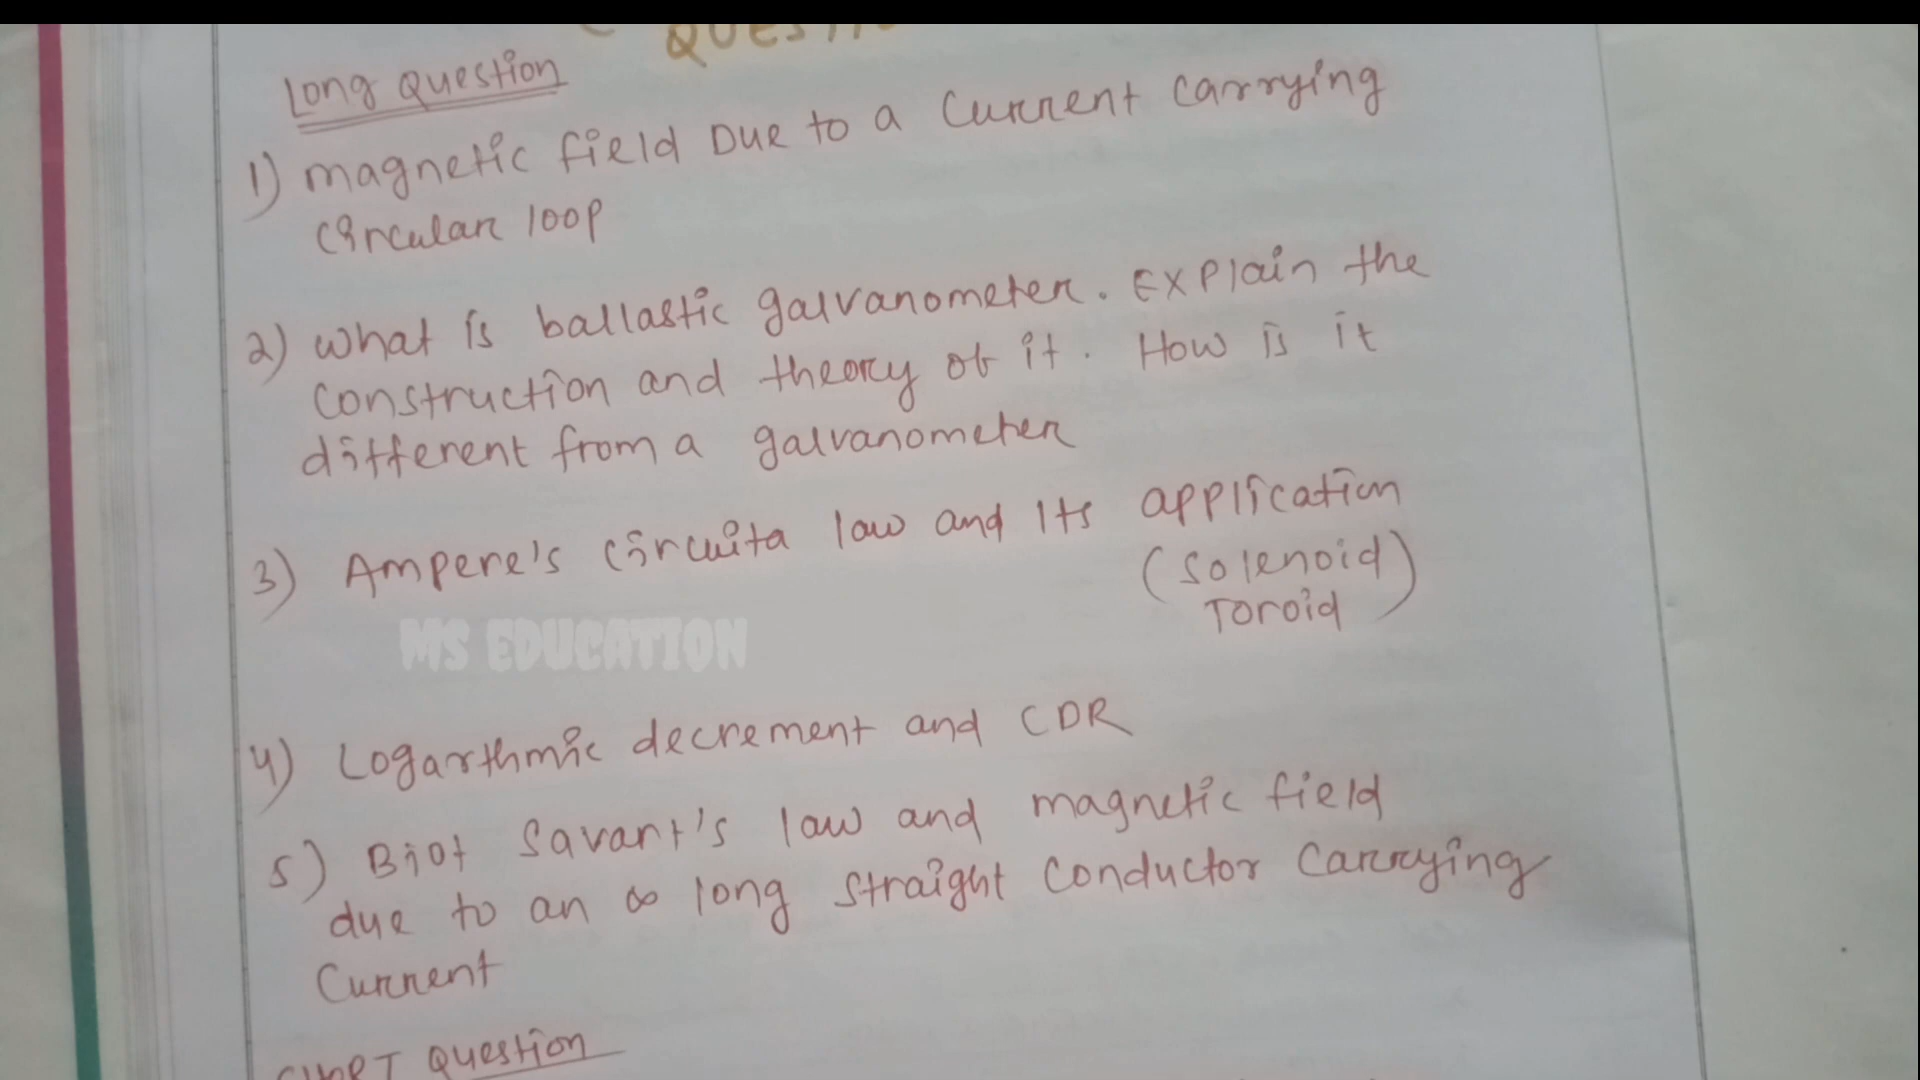 Long Question
1) magnetic field Due to a current carrying
circular loop
2) What is ballastic galvanometer. Explain the
construction and theory of it. How is it
different from a galvanometer
3) Ampere's circuita law and Its application
(Solenoid)
Toroid
MS EDUCATION
4) Logarthmic decrement and CDR
5) Biot Savart's law and magnetic field
due to an ∞ long straight conductor carrying
current
SHORT Question